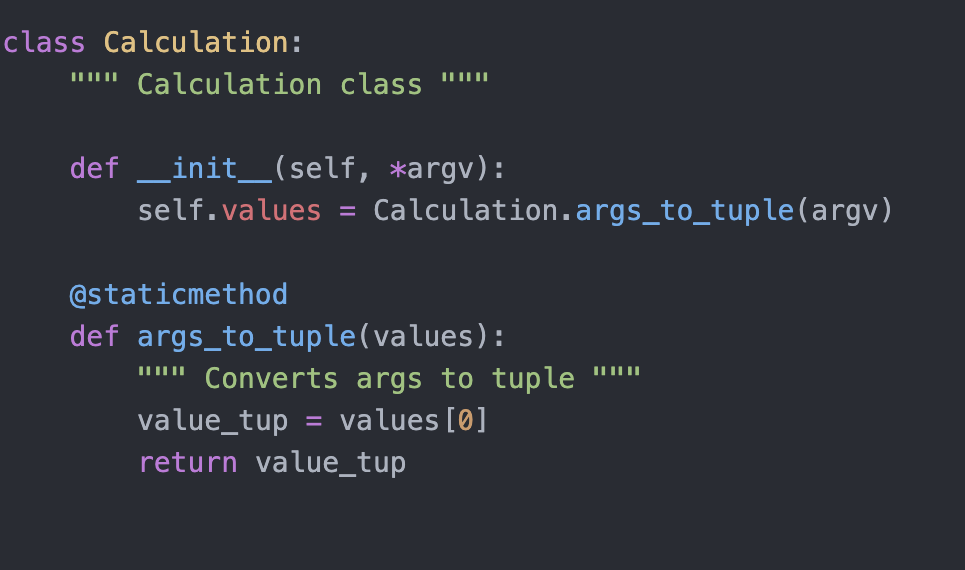 class Calculation:
    """ Calculation class """
    def __init__(self, *argv):
        self.values = Calculation.args_to_tuple(argv)
    @staticmethod
    def args_to_tuple(values):
        """ Converts args to tuple """
        value_tup = values[0]
        return value_tup